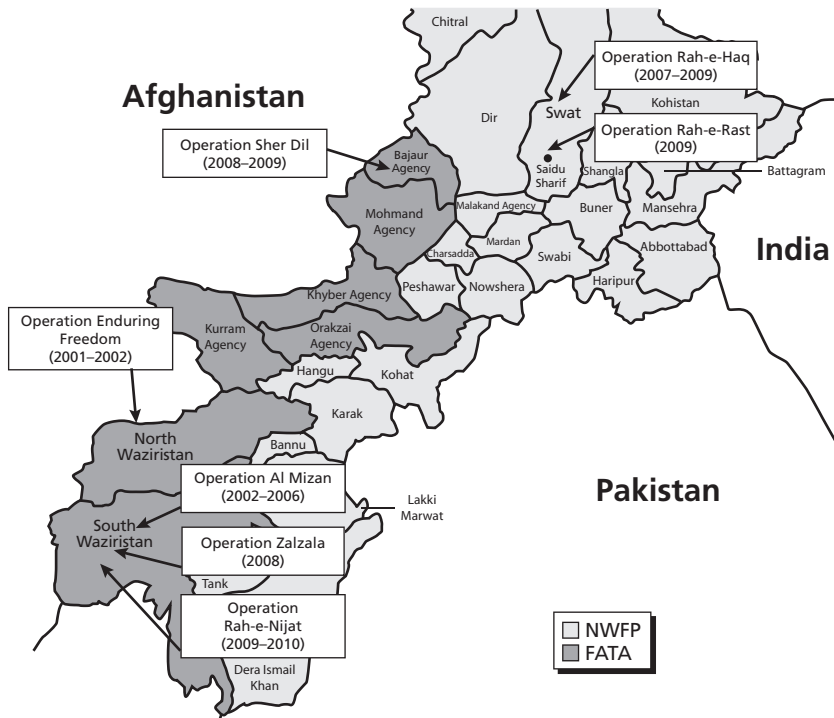 Chitral
Operation Rah-e-Haq
(2007–2009)
Afghanistan
Kohistan
Swat
Dir
Operation Rah-e-Rast
(2009)
Operation Sher Dil
(2008–2009)
Bajaur
Agency
Saidu
Sharif
Shangla
Battagram
Malakand Agency
Buner
Mansehra
Mohmand
Agency
Mardan
Charsadda
Swabi
Abbottabad
India
Haripur
Peshawar
Nowshera
Khyber Agency
Operation Enduring
Freedom
(2001–2002)
Kurram
Agency
Orakzai
Agency
Hangu
Kohat
Karak
North
Waziristan
Bannu
Operation Al Mizan
(2002–2006)
Pakistan
Lakki
Marwat
South
Waziristan
Operation Zalzala
(2008)
Tank
Operation
Rah-e-Nijat
(2009–2010)
NWFP
FATA
Dera Ismail
Khan